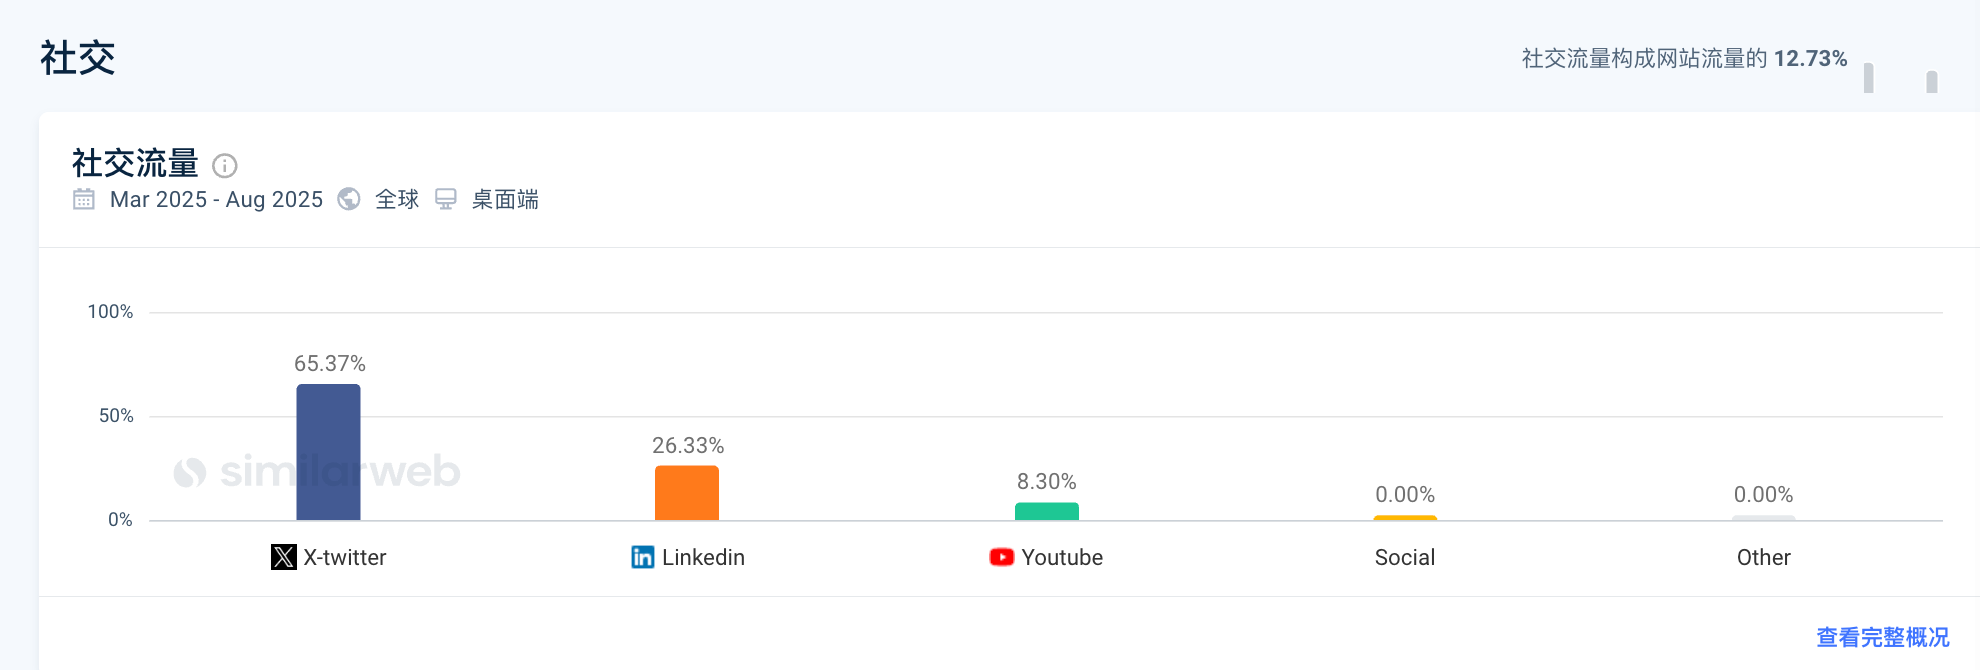 社交
社交流量构成网站流量的 12.73%
社交流量
Mar 2025 - Aug 2025 全球 桌面端
100%
50%
0%
65.37%
26.33%
8.30%
0.00%
0.00%
similarweb
X-twitter
Linkedin
Youtube
Social
Other
查看完整概况